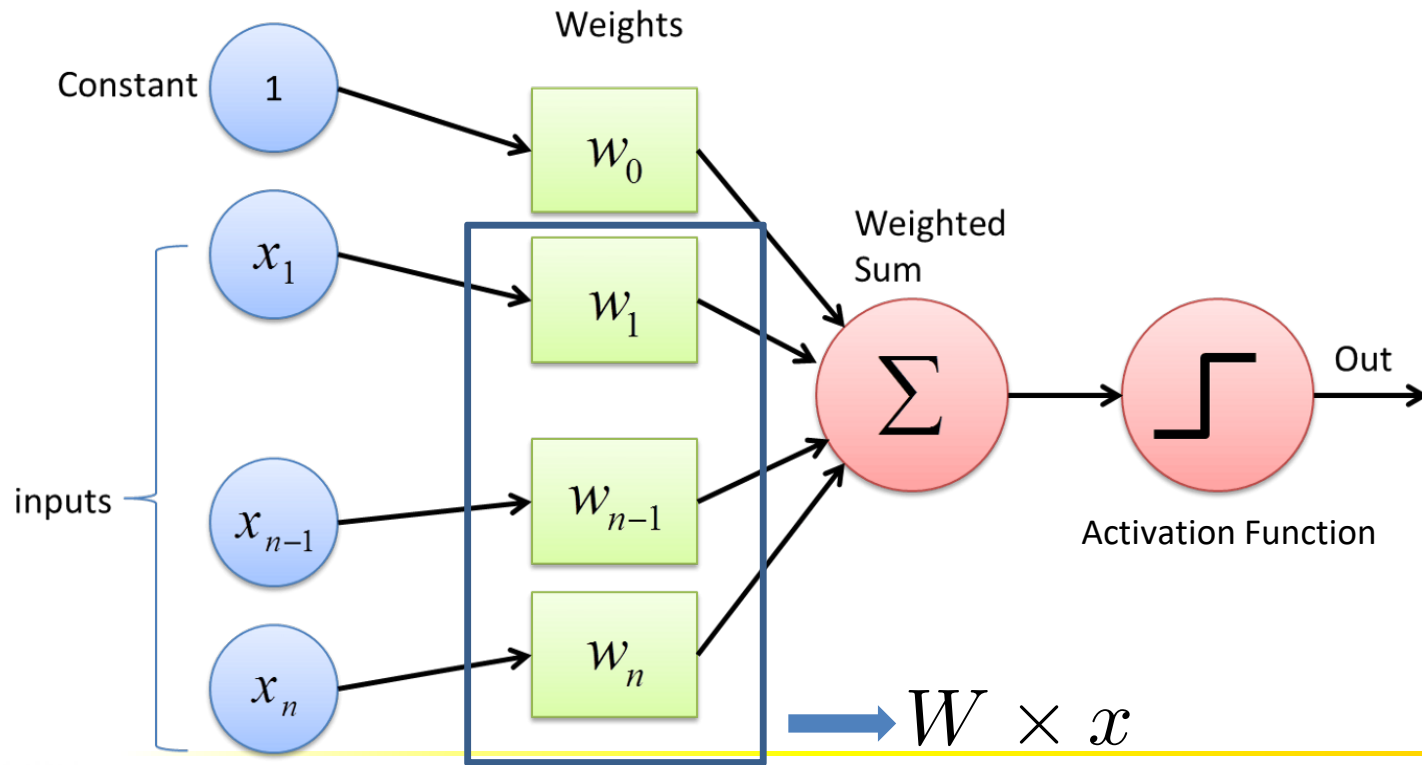 Weights
Constant
1
w₀
x₁
w₁
Weighted
Sum
∑
Out
inputs
xₙ₋₁
wₙ₋₁
Activation Function
xₙ
wₙ
W × x